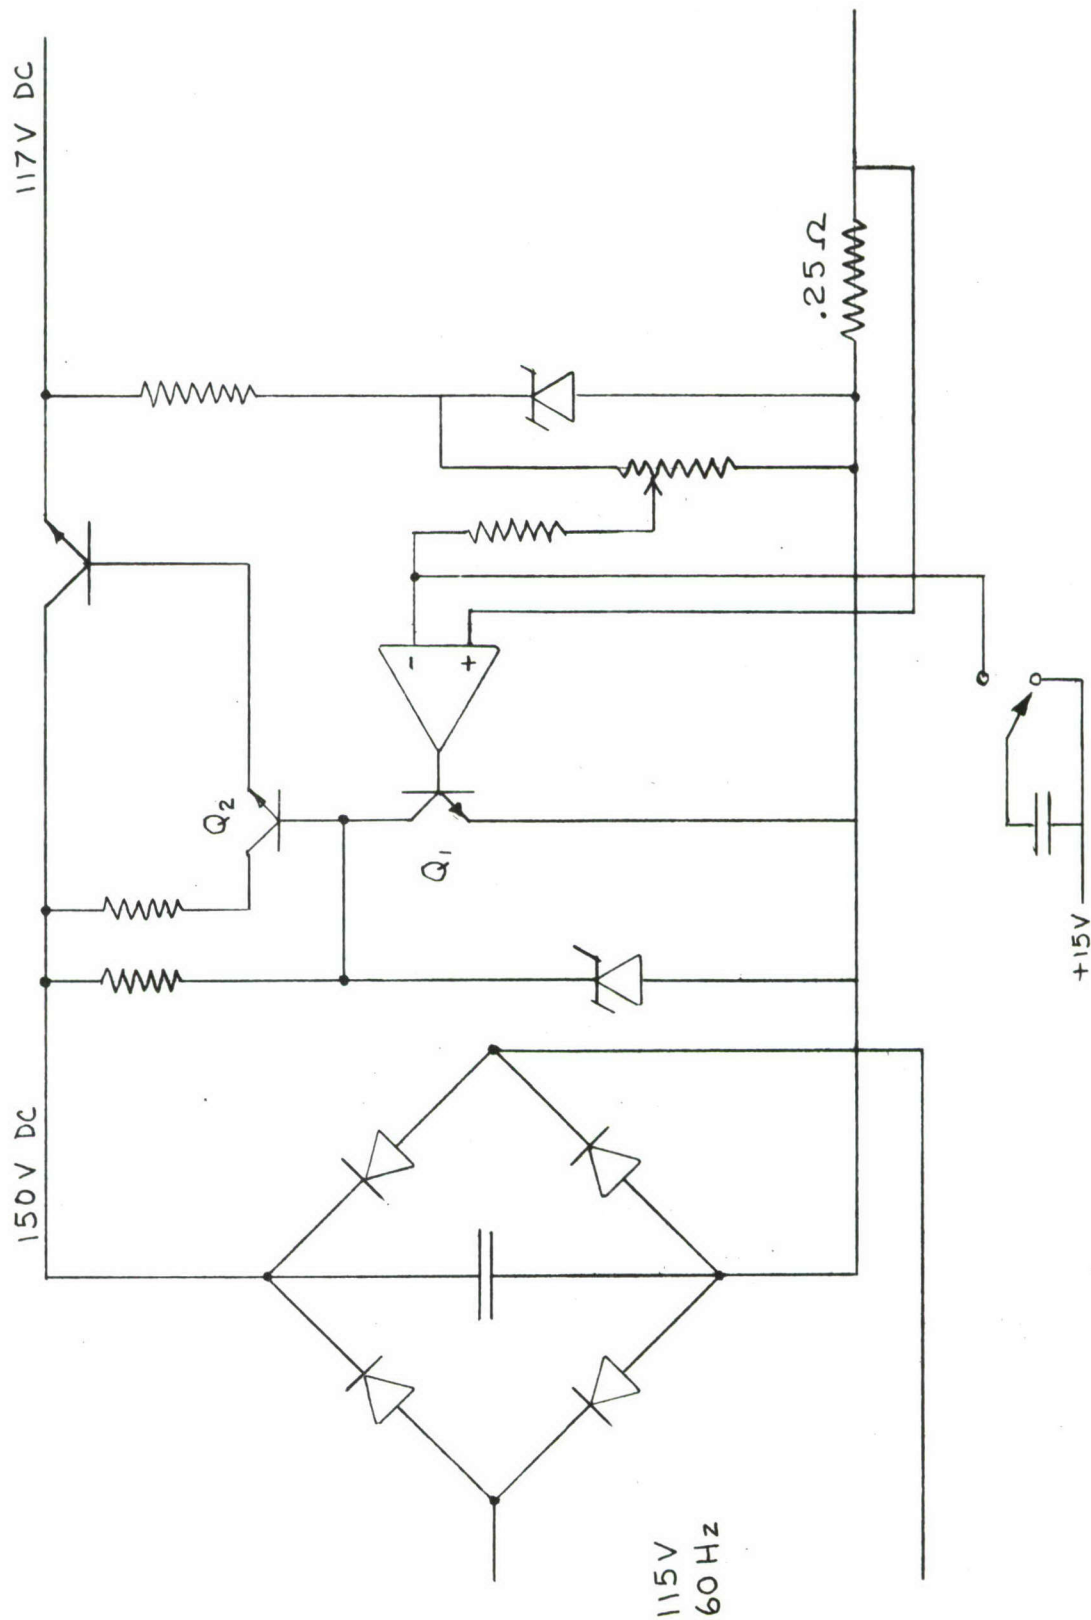 117V DC
.25Ω
-
+
Q2
Q1
150V DC
+15V
115V
60Hz